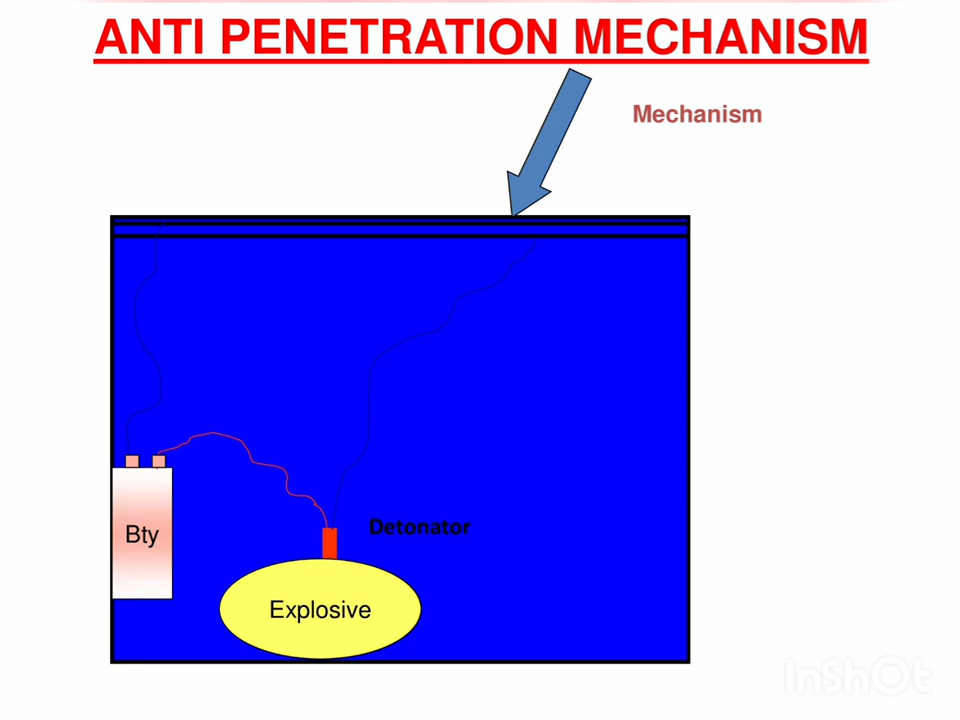 ANTI PENETRATION MECHANISM
Mechanism
Bty
Detonator
Explosive
InShOt